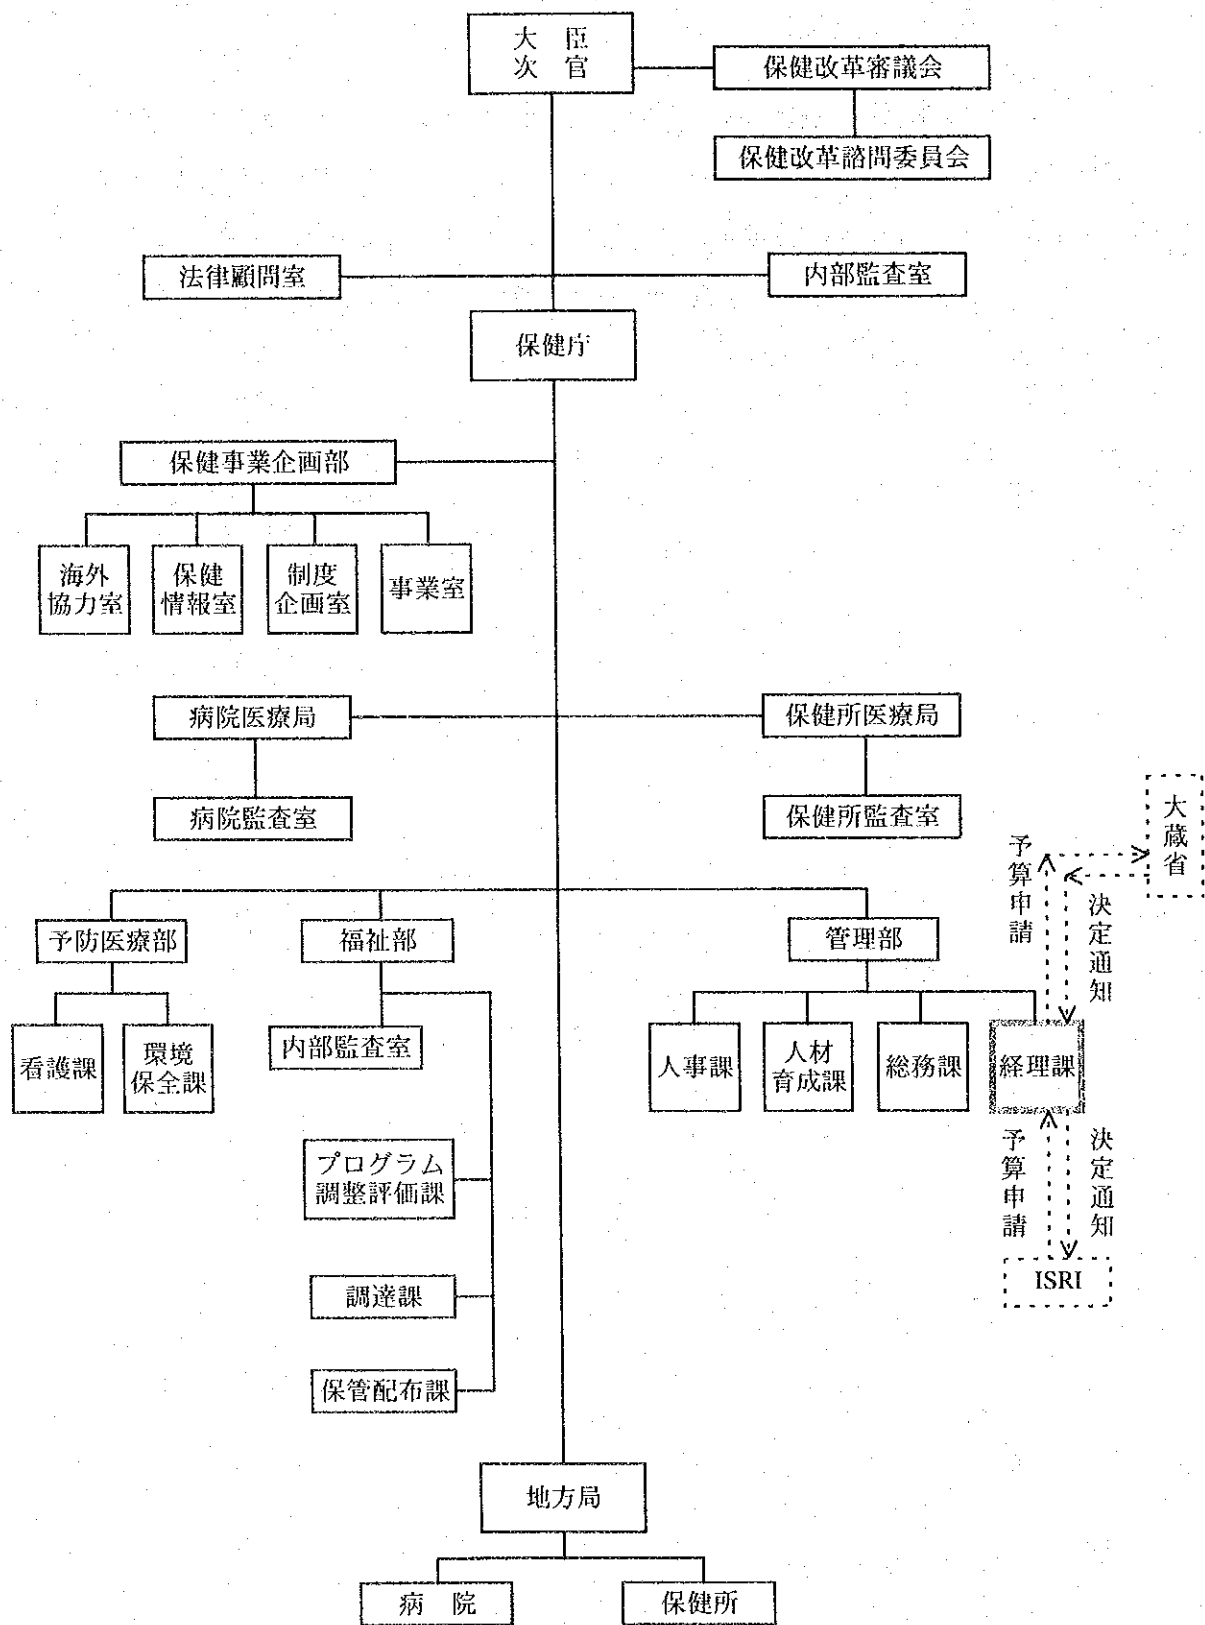 大　臣
次　官
保健改革審議会
保健改革諮問委員会
法律顧問室
内部監査室
保健庁
保健事業企画部
海外
協力室
保健
情報室
制度
企画室
事業室
病院医療局
保健所医療局
病院監査室
保健所監査室
大蔵省
予算申請
決定通知
予防医療部
福祉部
管理部
看護課
環境
保全課
内部監査室
人事課
人材
育成課
総務課
経理課
プログラム
調整評価課
予算申請
決定通知
ISRI
調達課
保管配布課
地方局
病　院
保健所